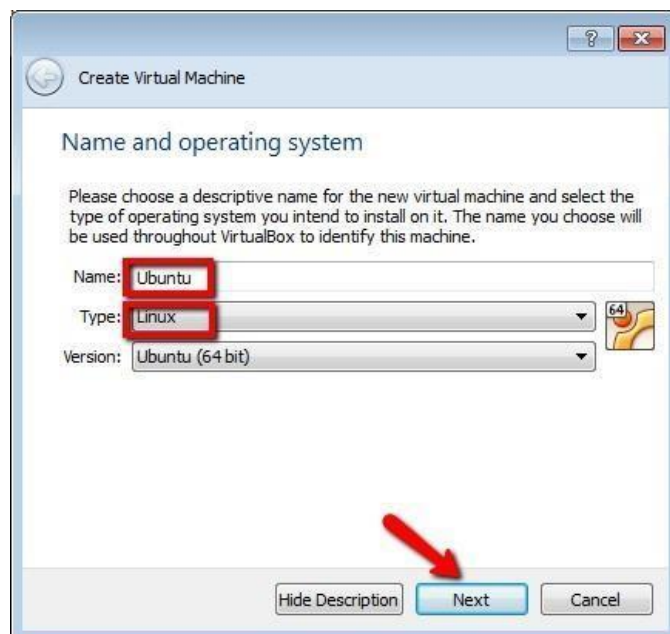 ?
Create Virtual Machine
Name and operating system
Please choose a descriptive name for the new virtual machine and select the
type of operating system you intend to install on it. The name you choose will
be used throughout VirtualBox to identify this machine.
Name: Ubuntu
Type: Linux
64
Version: Ubuntu (64 bit)
Hide Description Next Cancel